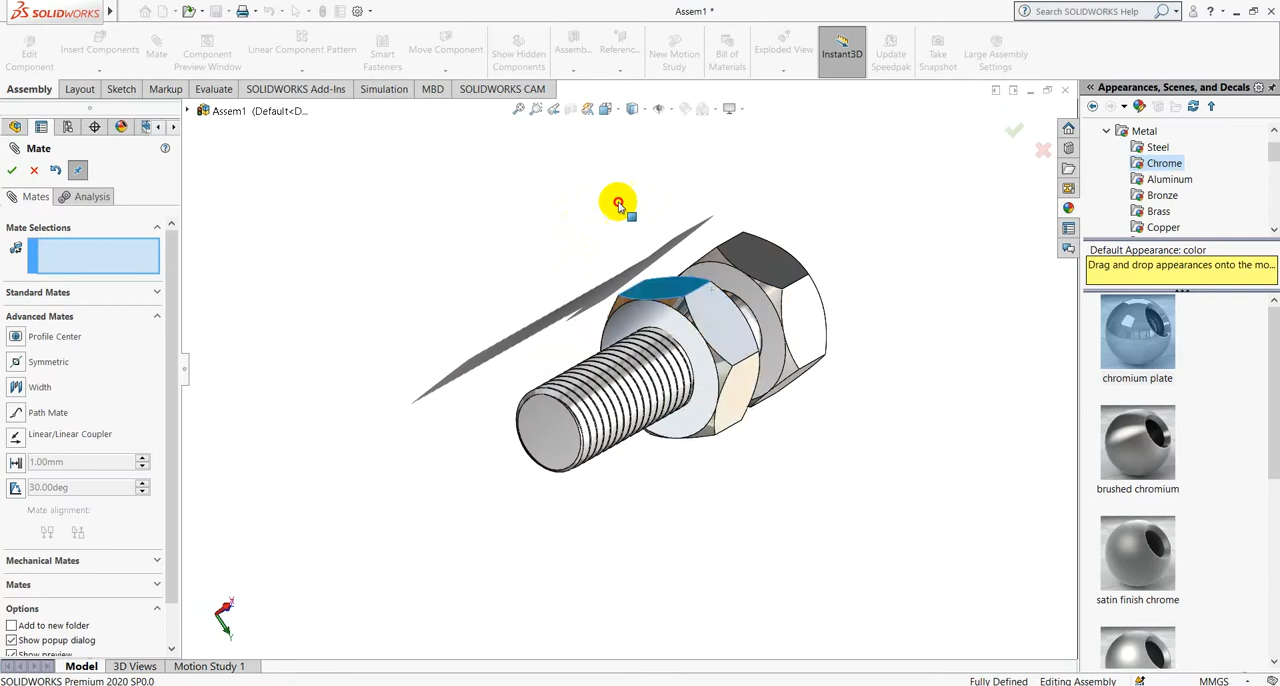 SOLIDWORKS
Assem1 *
Search SOLIDWORKS Help
Edit Component
Insert Components
Mate
Component Preview Window
Linear Component Pattern
Smart Fasteners
Move Component
Show Hidden Components
Assemb...
Referenc...
New Motion Study
Bill of Materials
Exploded View
Instant3D
Update Speedpak
Take Snapshot
Large Assembly Settings
Assembly
Layout
Sketch
Markup
Evaluate
SOLIDWORKS Add-Ins
Simulation
MBD
SOLIDWORKS CAM
Appearances, Scenes, and Decals
Assem1 (Default<D...
Mate
Mates
Analysis
Mate Selections
Standard Mates
Advanced Mates
Profile Center
Symmetric
Width
Path Mate
Linear/Linear Coupler
1.00mm
30.00deg
Mate alignment:
Mechanical Mates
Mates
Options
Add to new folder
Show popup dialog
Show preview
Metal
Steel
Chrome
Aluminum
Bronze
Brass
Copper
Default Appearance: color
Drag and drop appearances onto the mo...
chromium plate
brushed chromium
satin finish chrome
Model
3D Views
Motion Study 1
SOLIDWORKS Premium 2020 SP0.0
Fully Defined
Editing Assembly
MMGS